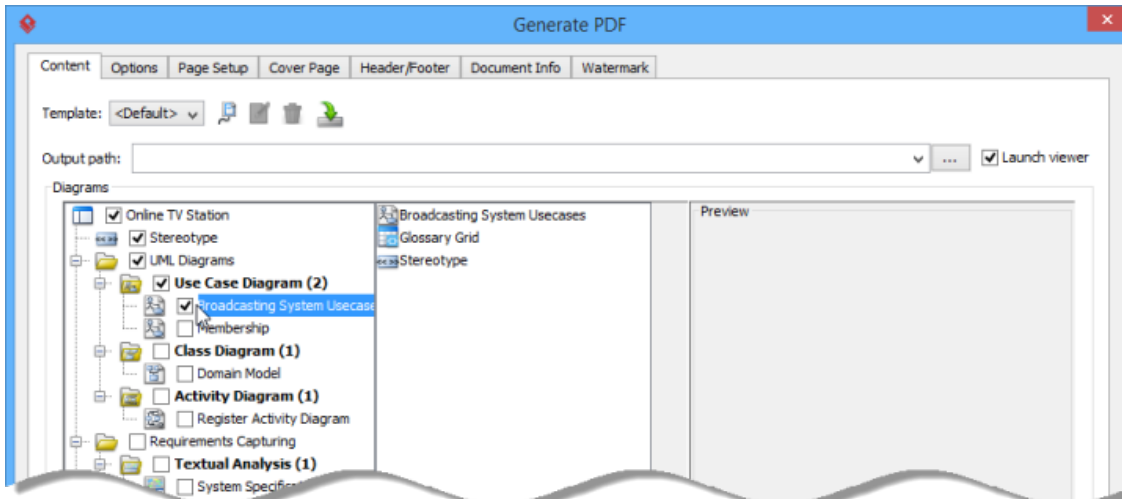 Generate PDF
Content Options Page Setup Cover Page Header/Footer Document Info Watermark
Template: <Default>
Output path: ... Launch viewer
Diagrams
Online TV Station
Stereotype
UML Diagrams
Use Case Diagram (2)
Broadcasting System Usecase
Membership
Class Diagram (1)
Domain Model
Activity Diagram (1)
Register Activity Diagram
Requirements Capturing
Textual Analysis (1)
System
Broadcasting System Usecases
Glossary Grid
Stereotype
Preview